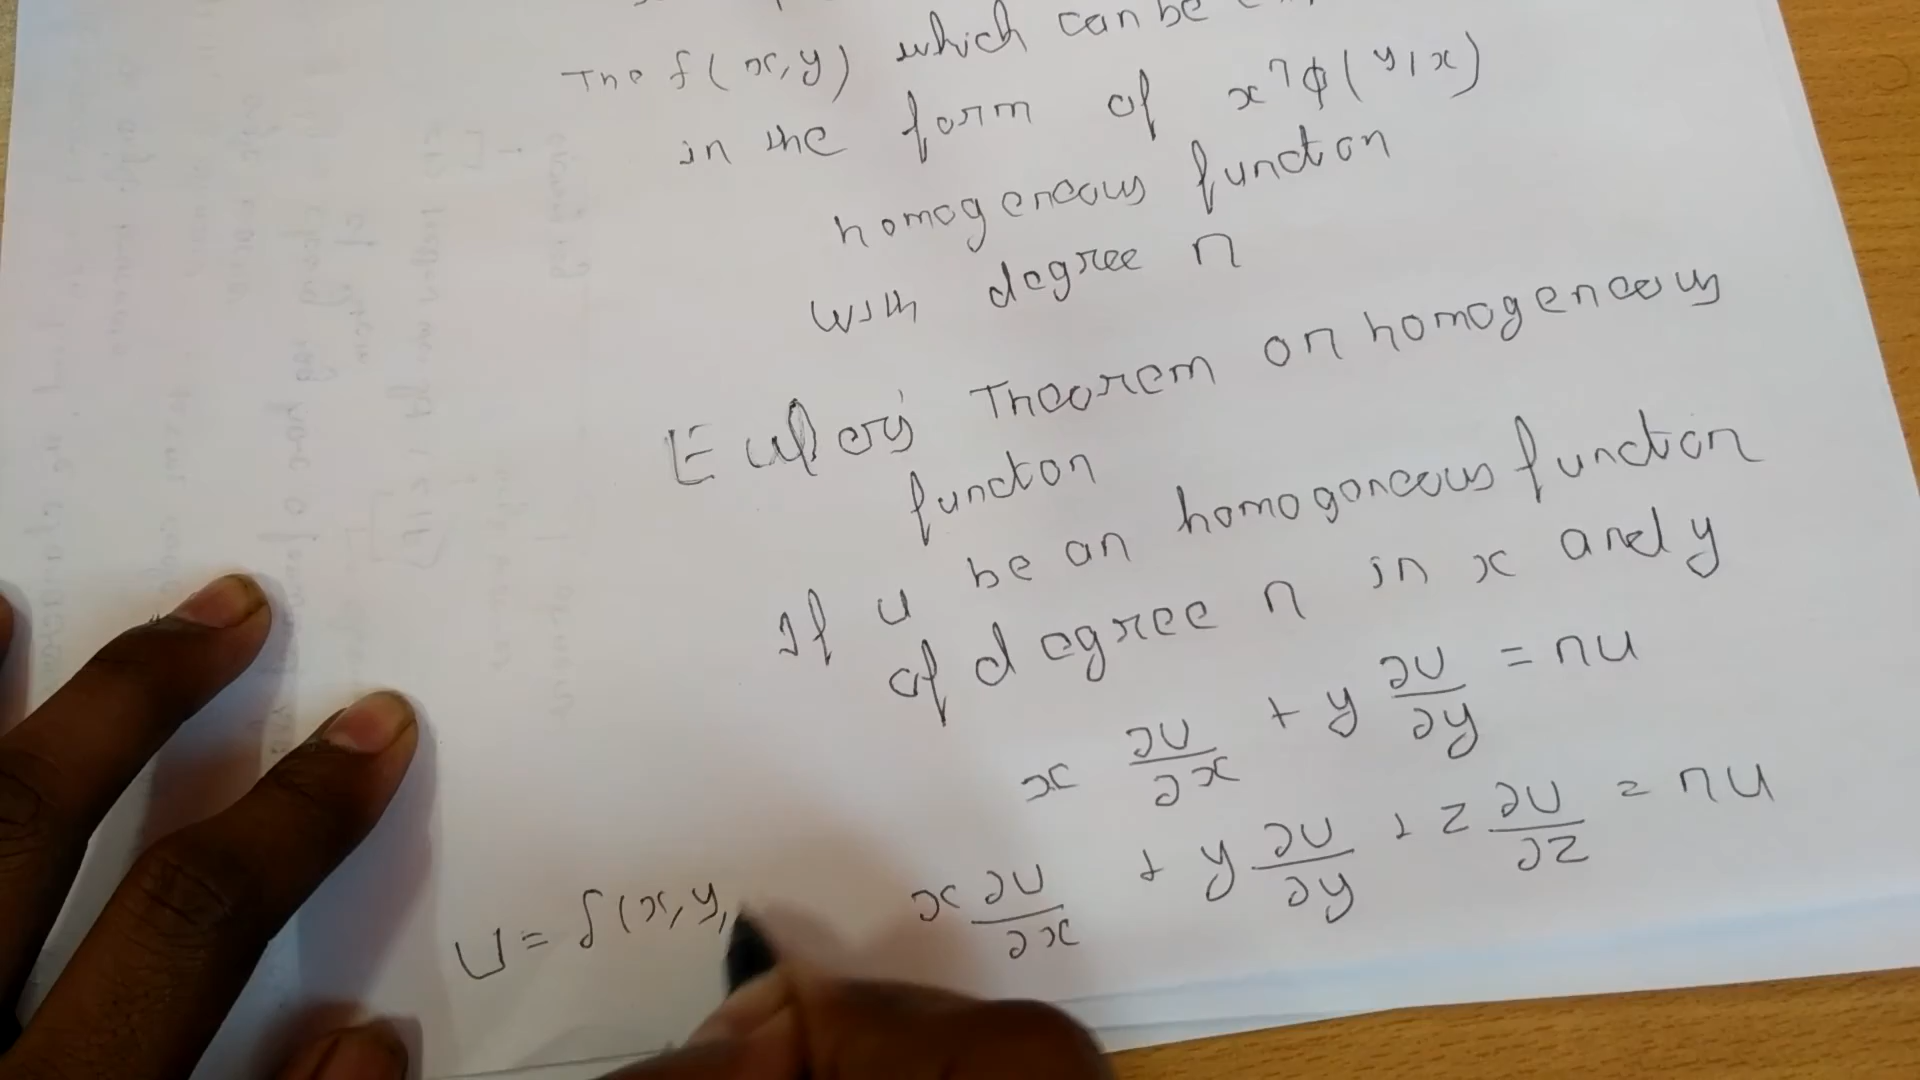 The f(x,y) which can be
in the form of xⁿϕ(y/x)
homogeneous function
with degree n
Euler's Theorem on homogeneous
function
If u be an homogoneous function
of degree n in x and y
x ∂u/∂x + y ∂u/∂y = nu
x ∂u/∂x + y ∂u/∂y + z ∂u/∂z = nu
U = f(x,y,